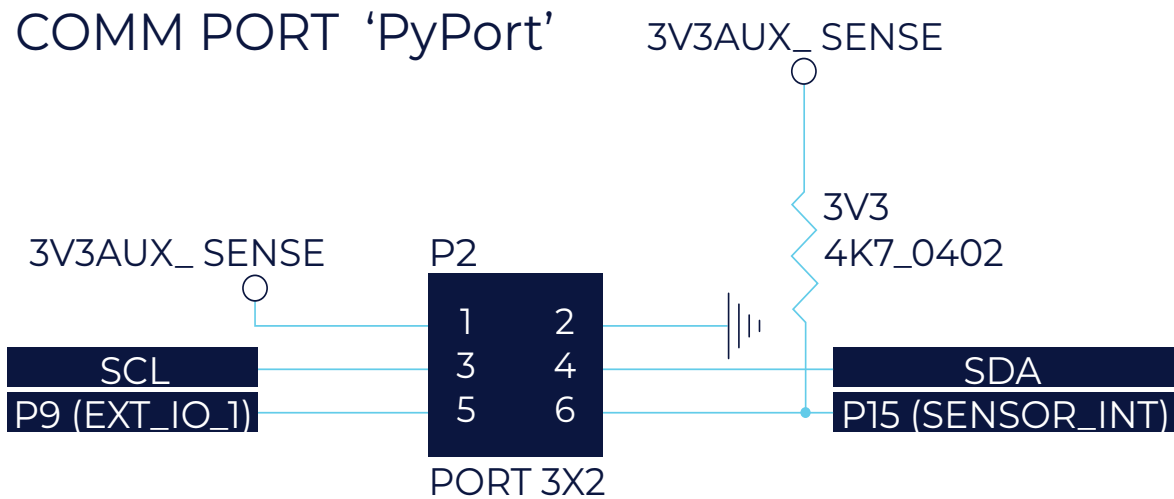 COMM PORT ‘PyPort’
3V3AUX_ SENSE
3V3
4K7_0402
3V3AUX_ SENSE
P2
1 2
SCL
3 4
SDA
P9 (EXT_IO_1)
5 6
P15 (SENSOR_INT)
PORT 3X2